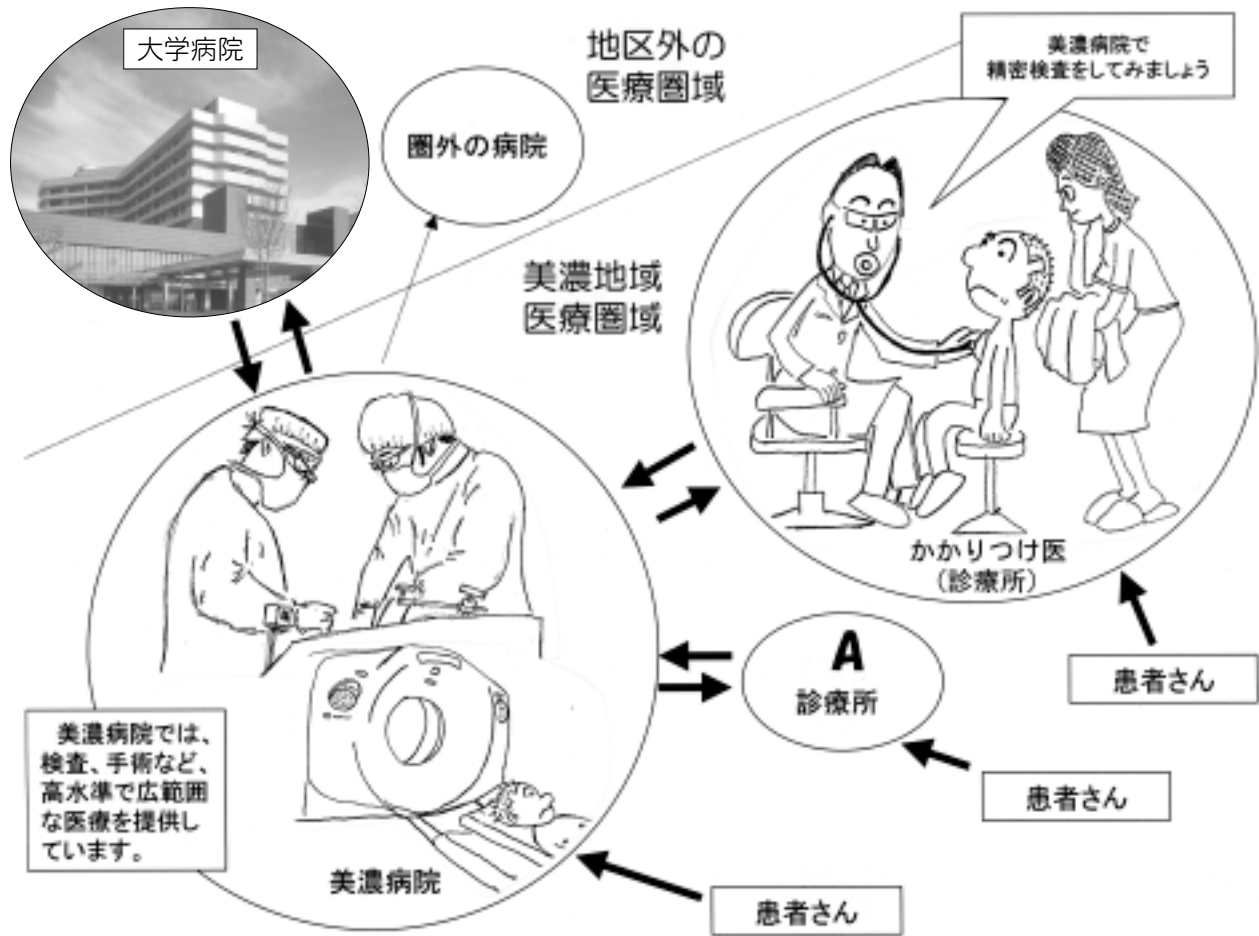 大学病院
地区外の
医療圏域
美濃病院で
精密検査をしてみましょう
圏外の病院
美濃地域
医療圏域
かかりつけ医
(診療所)
A
診療所
患者さん
患者さん
美濃病院では、
検査、手術など、
高水準で広範囲
な医療を提供し
ています。
美濃病院
患者さん